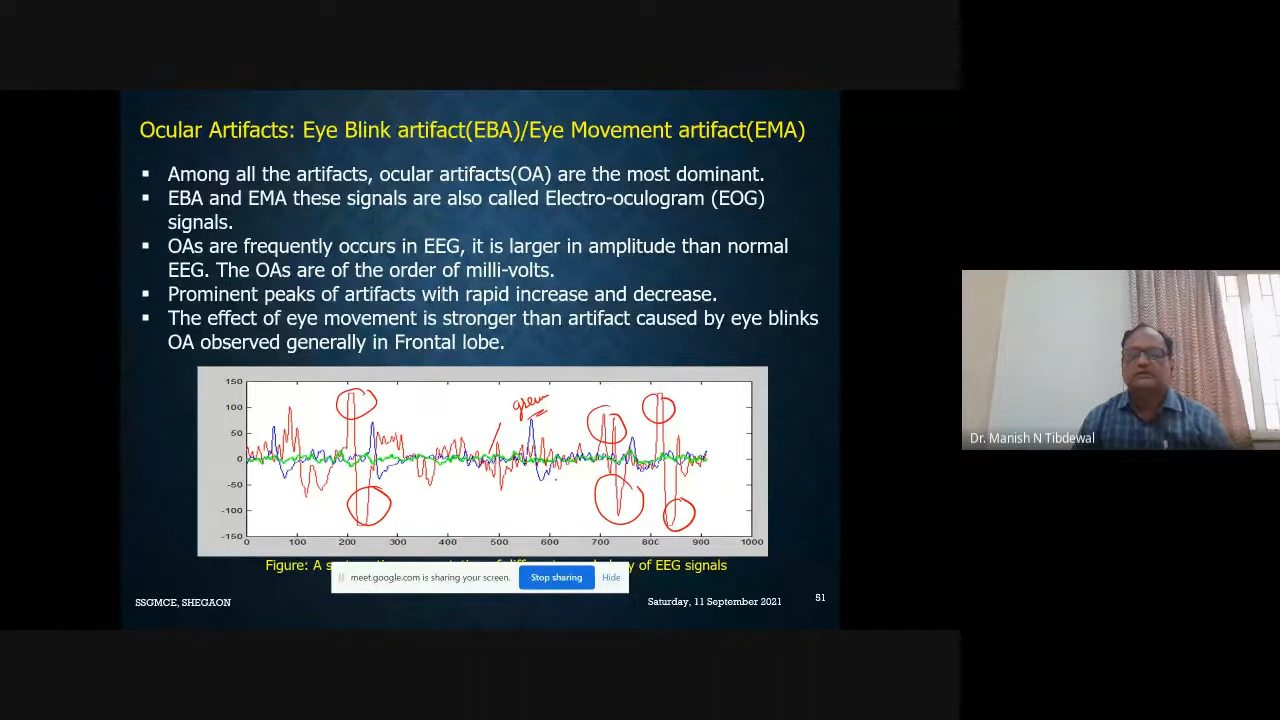 Ocular Artifacts: Eye Blink artifact(EBA)/Eye Movement artifact(EMA)
▪ Among all the artifacts, ocular artifacts(OA) are the most dominant.
▪ EBA and EMA these signals are also called Electro-oculogram (EOG)
signals.
▪ OAs are frequently occurs in EEG, it is larger in amplitude than normal
EEG. The OAs are of the order of milli-volts.
▪ Prominent peaks of artifacts with rapid increase and decrease.
▪ The effect of eye movement is stronger than artifact caused by eye blinks
OA observed generally in Frontal lobe.
150
100
50
0
-50
-100
-150
0 100 200 300 400 500 600 700 800 900 1000
Figure: A of EEG signals
meet.google.com is sharing your screen. Stop sharing Hide
SSGMCE, SHEGAON
Saturday, 11 September 2021
51
Dr. Manish N Tibdewal